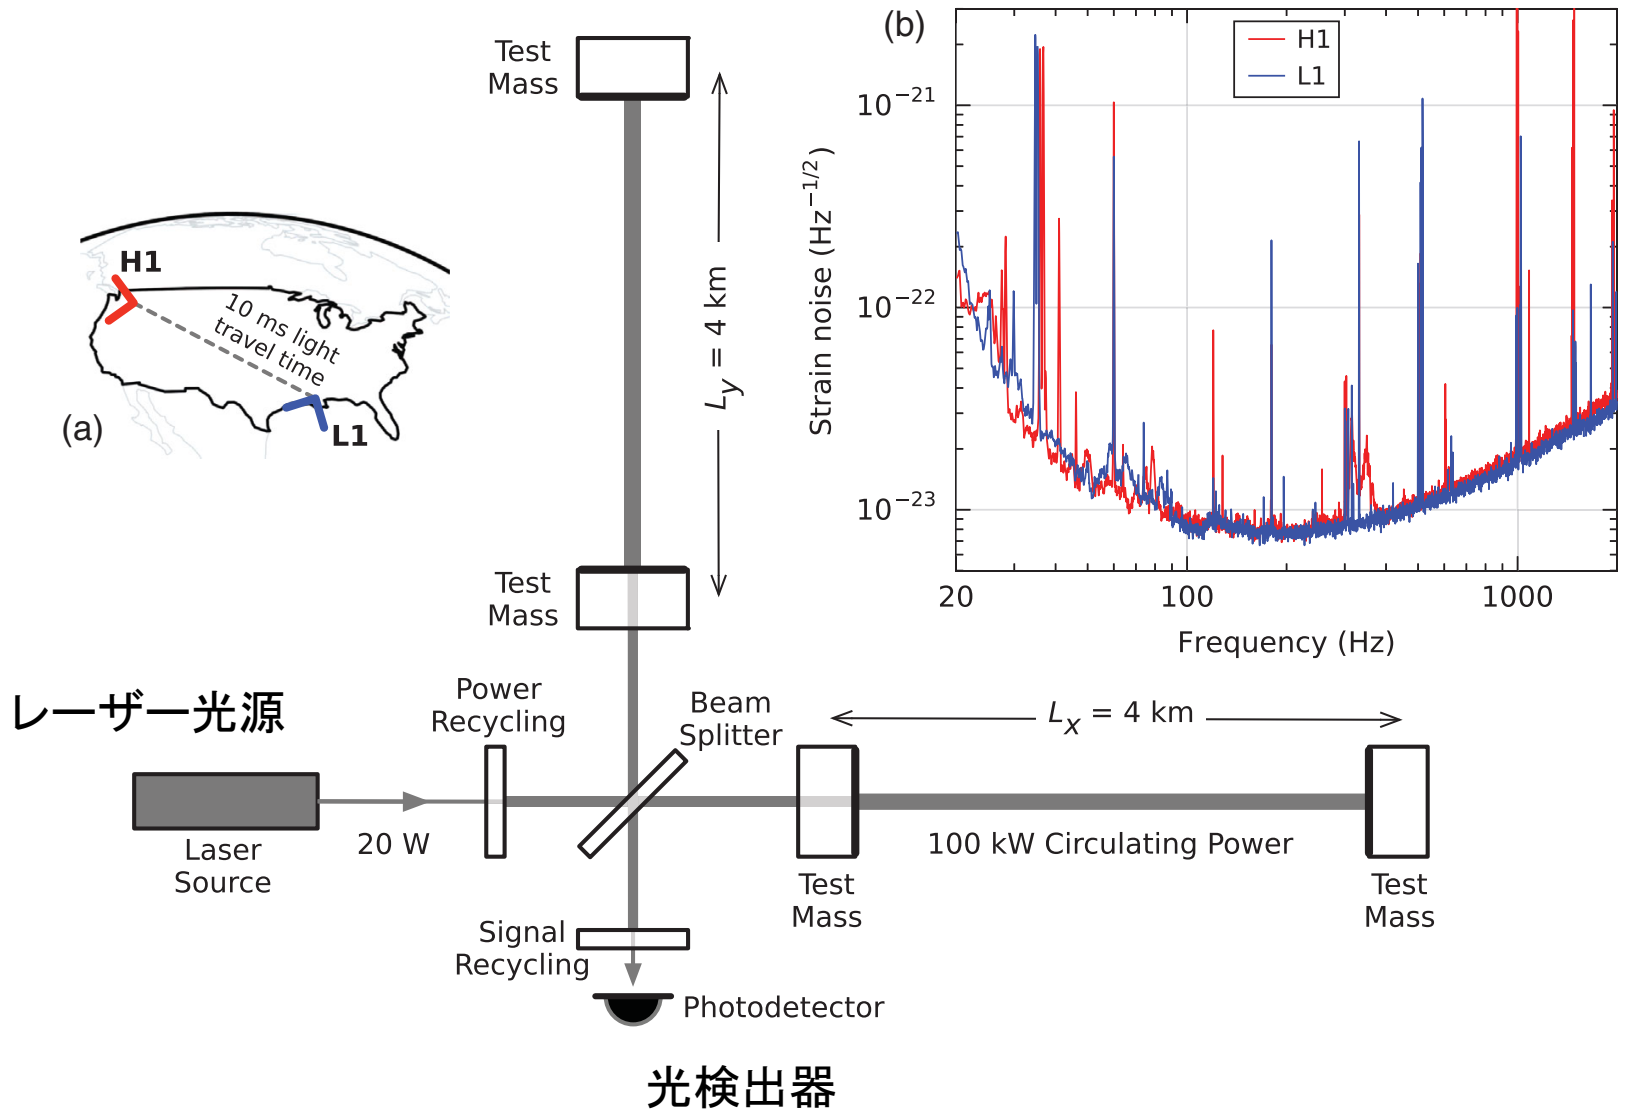 Test
Mass
L_y = 4 km
H1
10 ms light
travel time
L1
(a)
(b)
H1
L1
10^−21
10^−22
10^−23
Strain noise (Hz^−1/2)
20
100
1000
Frequency (Hz)
Test
Mass
レーザー光源
Laser
Source
20 W
Power
Recycling
Beam
Splitter
L_x = 4 km
100 kW Circulating Power
Test
Mass
Test
Mass
Signal
Recycling
Photodetector
光検出器